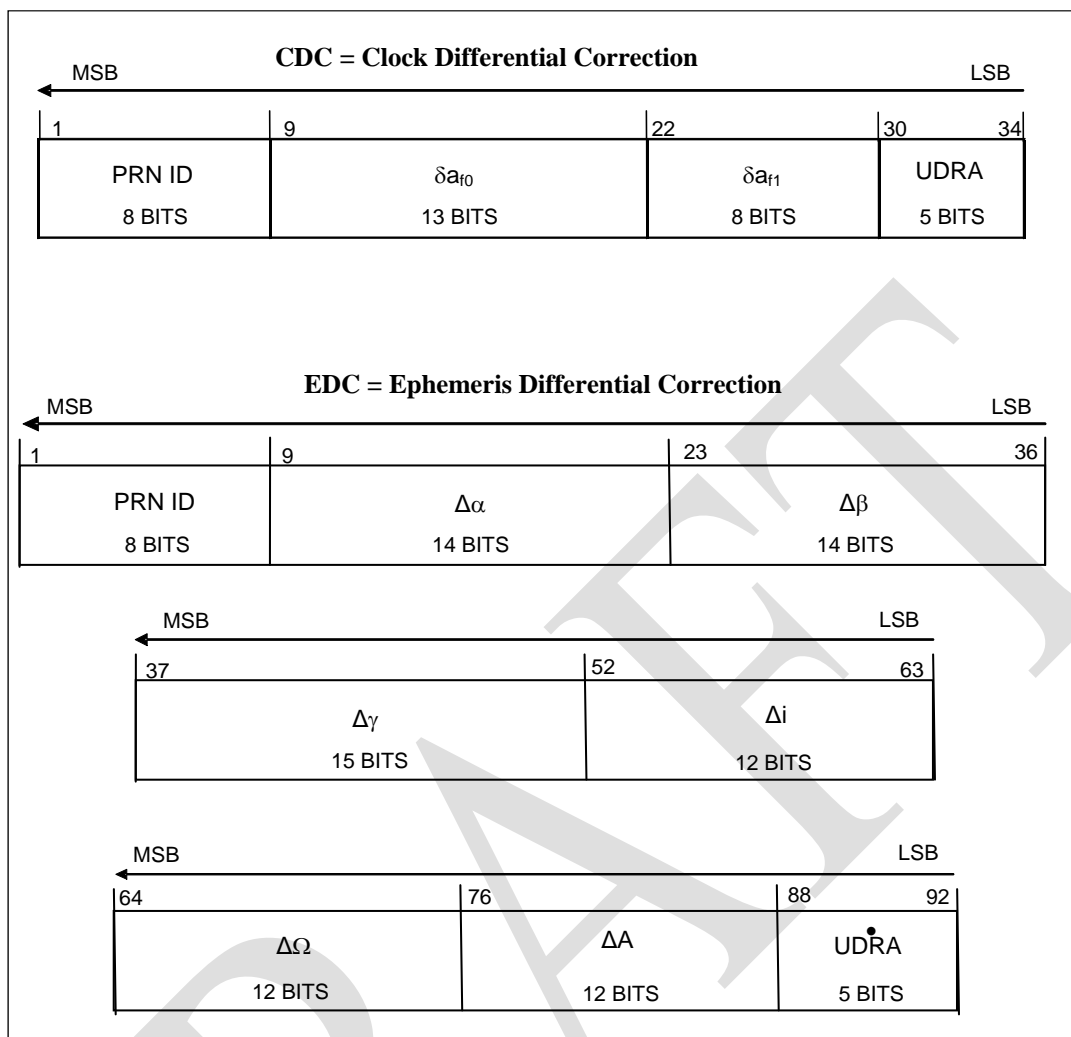 CDC = Clock Differential Correction
MSB LSB
1 9 22 30 34
PRN ID δaf0 δaf1 UDRA
8 BITS 13 BITS 8 BITS 5 BITS
EDC = Ephemeris Differential Correction
MSB LSB
1 9 23 36
PRN ID Δα Δβ
8 BITS 14 BITS 14 BITS
MSB LSB
37 52 63
Δγ Δi
15 BITS 12 BITS
MSB LSB
64 76 88 92
ΔΩ ΔA UDṘA
12 BITS 12 BITS 5 BITS
DRAFT